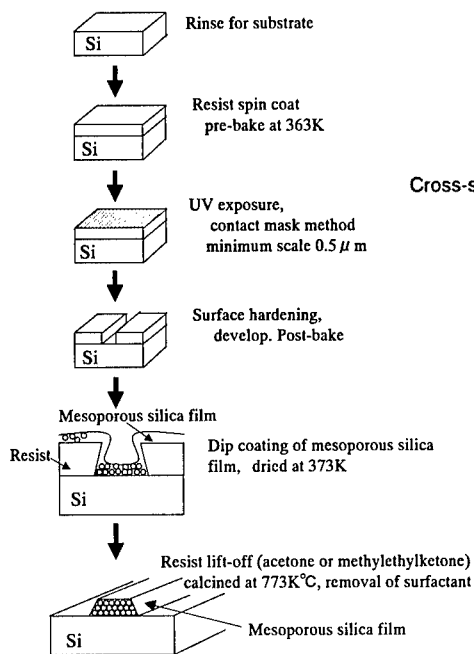 Rinse for substrate
Si
Resist spin coat
pre-bake at 363K
Si
Cross-s
UV exposure,
contact mask method
minimum scale 0.5 μ m
Si
Surface hardening,
develop. Post-bake
Si
Mesoporous silica film
Resist
Dip coating of mesoporous silica
film, dried at 373K
Si
Resist lift-off (acetone or methylethylketone)
calcined at 773K°C, removal of surfactant
Mesoporous silica film
Si